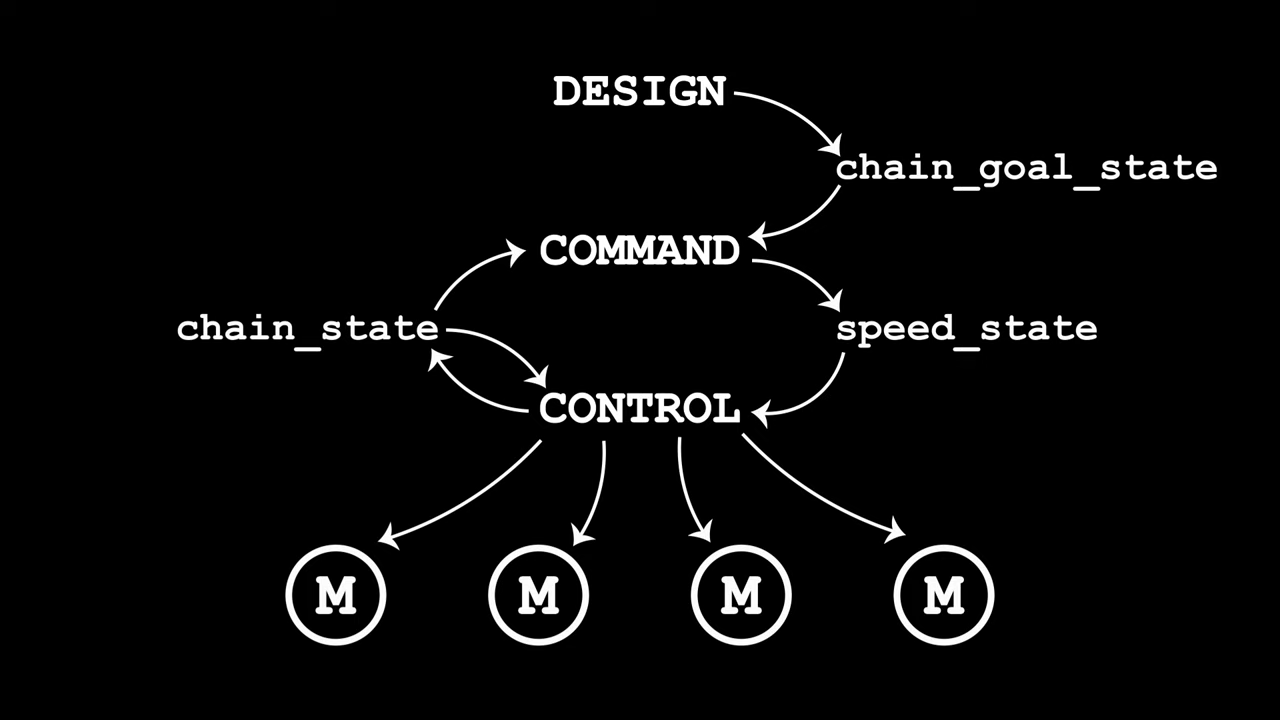 DESIGN
chain_goal_state
COMMAND
chain_state
speed_state
CONTROL
M M M M